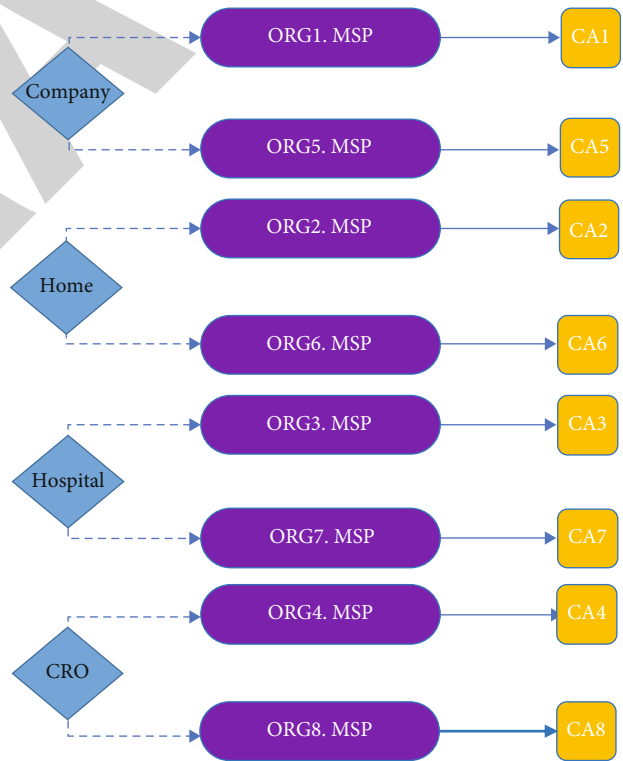 ORG1. MSP
CA1
Company
ORG5. MSP
CA5
ORG2. MSP
CA2
Home
ORG6. MSP
CA6
ORG3. MSP
CA3
Hospital
ORG7. MSP
CA7
ORG4. MSP
CA4
CRO
ORG8. MSP
CA8